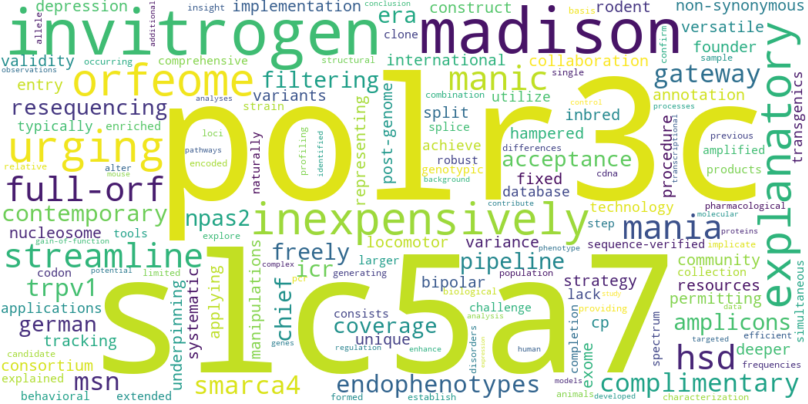 depression implementation era construct rodent non-synonymous
invitrogen madison
additional insight conclusion
alleles clone confirm versatile
validity occurring comprehensive international collaboration founder
observations structural single sample
entry orfeome filtering manic gateway
basis
resequencing variants combination utilize annotation
typically enriched strain analyses split inbred
urging polr3c explanatory
naturally loci profiling identified representing post-genome splice hampered achieve acceptance procedure transcriptional control processes previous transgenics
relative alter pathways encoded differences amplified
mouse robust genotypic fixed database cdna products
full-orf background contribute
contemporary npas2 inexpensively technology pharmacological
nucleosome tools explore phenotype step molecular
gain-of-function locomotor variance mania proteins
streamline freely larger sequence-verified implicate
codon potential limited complex population generating pipeline community
trpv1 slc5a7 icr bipolar strategy collection
applications underpinning systematic applying manipulations chief pcr biological lack resources
german consists challenge completion permitting
tracking coverage analysis cp spectrum hsd amplicons simultaneous
consortium genes unique providing study data
candidate regulation enhance disorders expression exome targeted efficient deeper
explained smarca4 human frequencies
msn endophenotypes complimentary
behavioral extended formed establish models animals developed characterization